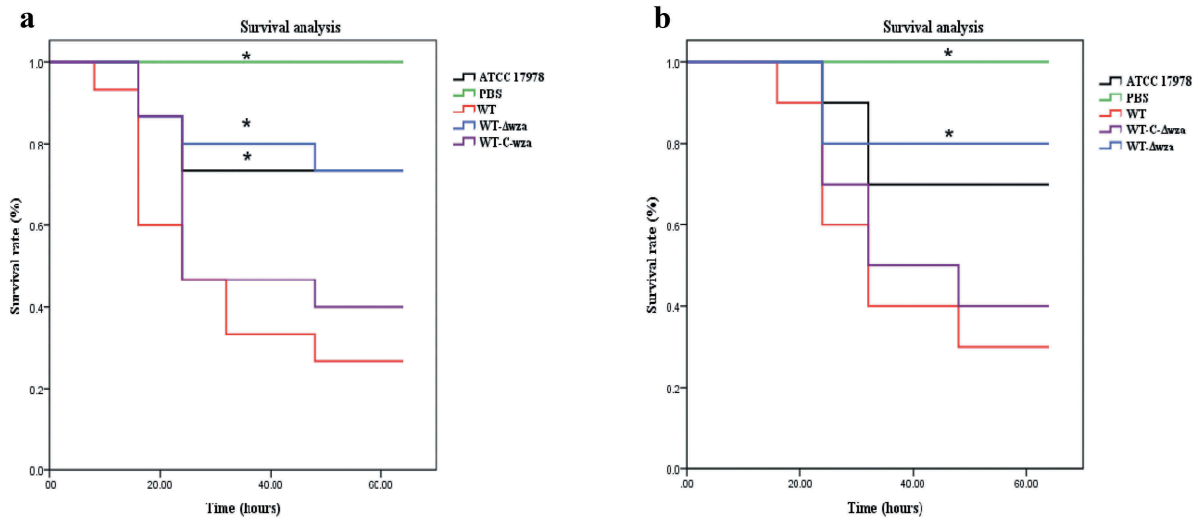 a
Survival analysis
*
*
*
1.0
0.8
0.6
0.4
0.2
0.0
.00
20.00
40.00
60.00
Survival rate (%)
Time (hours)
ATCC 17978
PBS
WT
WT-Δwza
WT-C-wza
b
Survival analysis
*
*
1.0
0.8
0.6
0.4
0.2
0.0
.00
20.00
40.00
60.00
Survival rate (%)
Time (hours)
ATCC 17978
PBS
WT
WT-C-Δwza
WT-Δwza